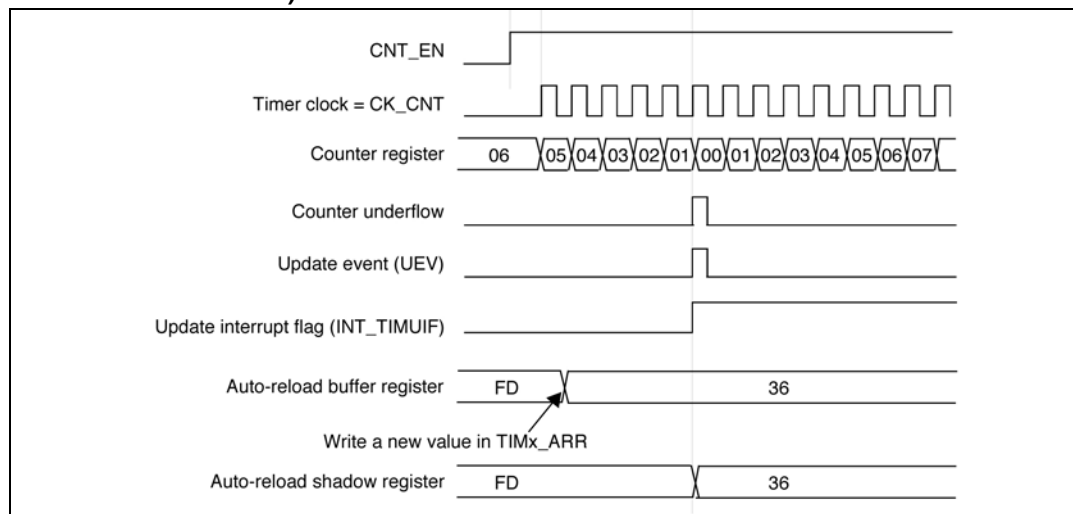 CNT_EN
Timer clock = CK_CNT
Counter register 06 05 04 03 02 01 00 01 02 03 04 05 06 07
Counter underflow
Update event (UEV)
Update interrupt flag (INT_TIMUIF)
Auto-reload buffer register FD 36
Write a new value in TIMx_ARR
Auto-reload shadow register FD 36